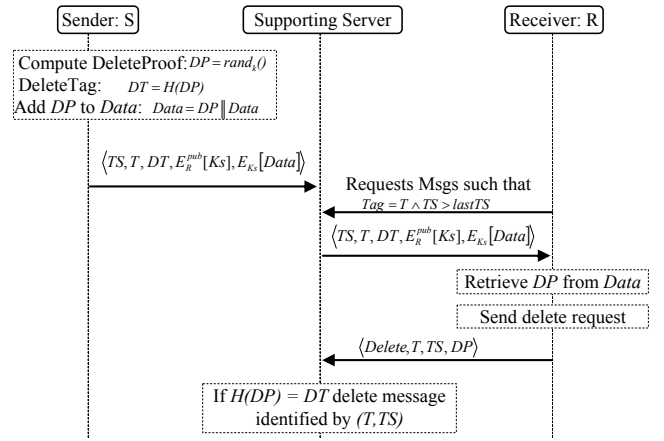 Sender: S
Supporting Server
Receiver: R
Compute DeleteProof: DP = rand_k()
DeleteTag: DT = H(DP)
Add DP to Data: Data = DP ‖ Data
⟨TS, T, DT, E_R^pub[Ks], E_Ks[Data]⟩
Requests Msgs such that
Tag = T ∧ TS > lastTS
⟨TS, T, DT, E_R^pub[Ks], E_Ks[Data]⟩
Retrieve DP from Data
Send delete request
⟨Delete, T, TS, DP⟩
If H(DP) = DT delete message
identified by (T,TS)